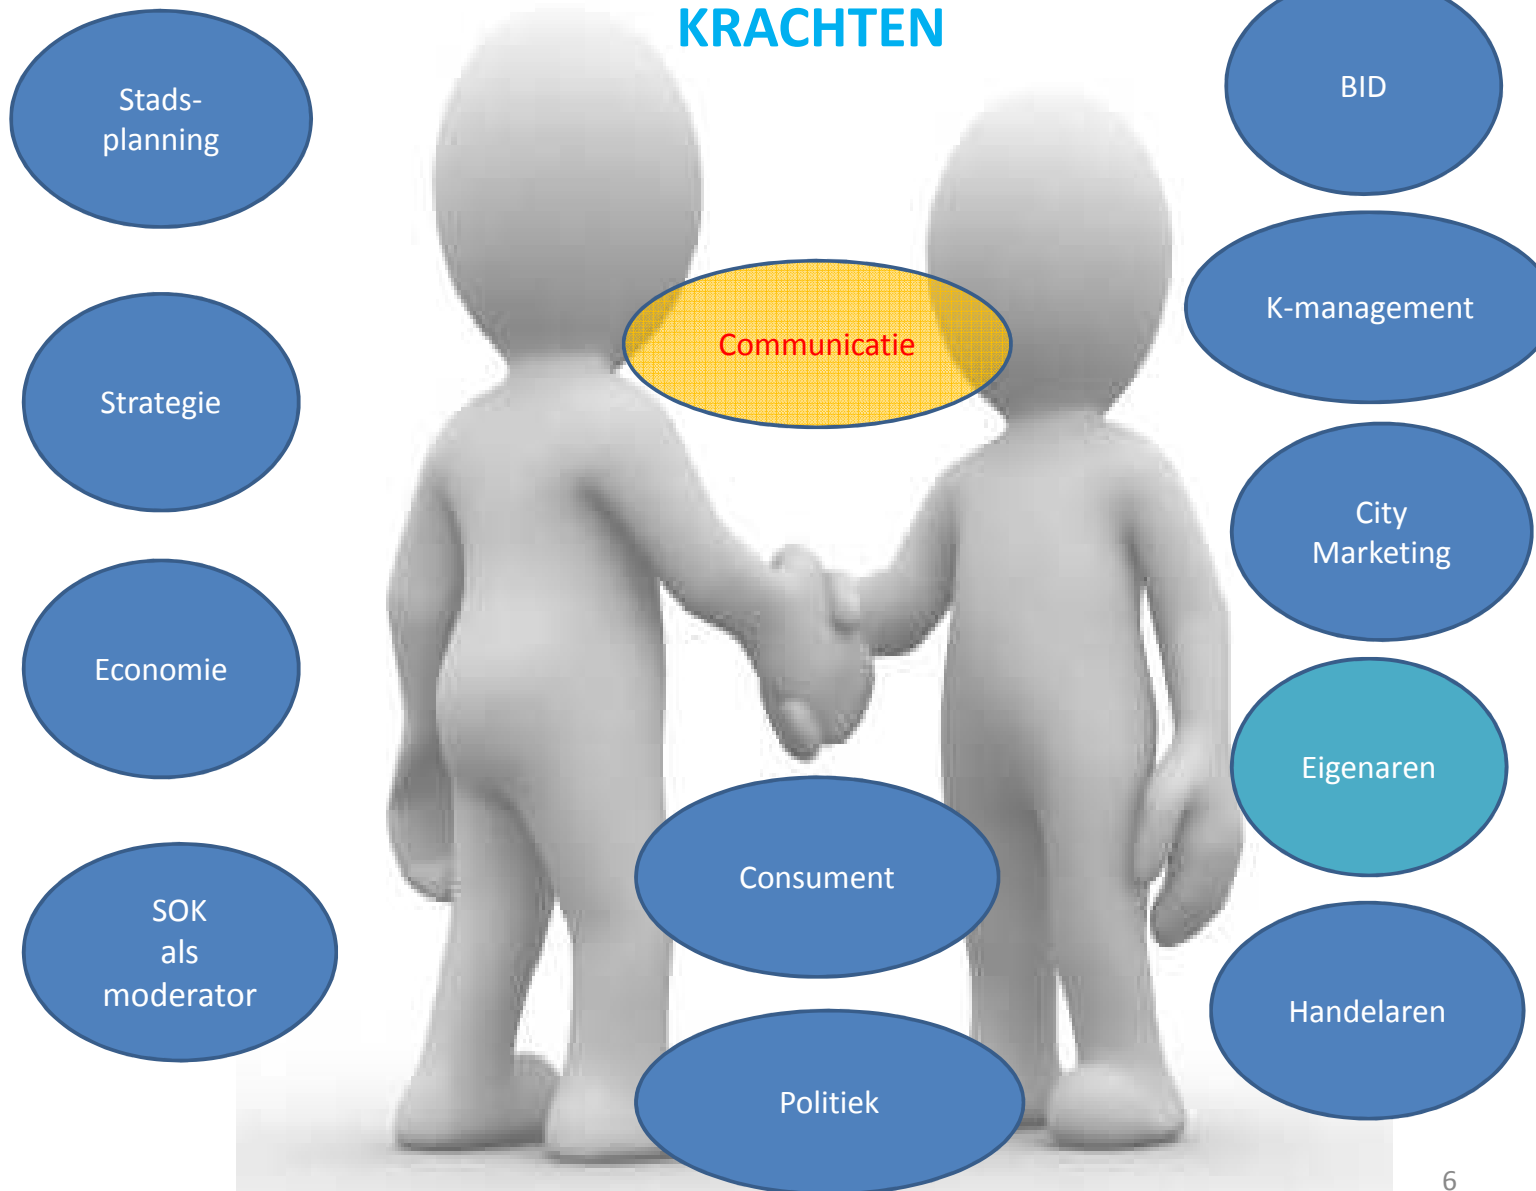 KRACHTEN
Stads-
planning
Strategie
Economie
SOK
als
moderator
Communicatie
Consument
Politiek
BID
K-management
City
Marketing
Eigenaren
Handelaren
6